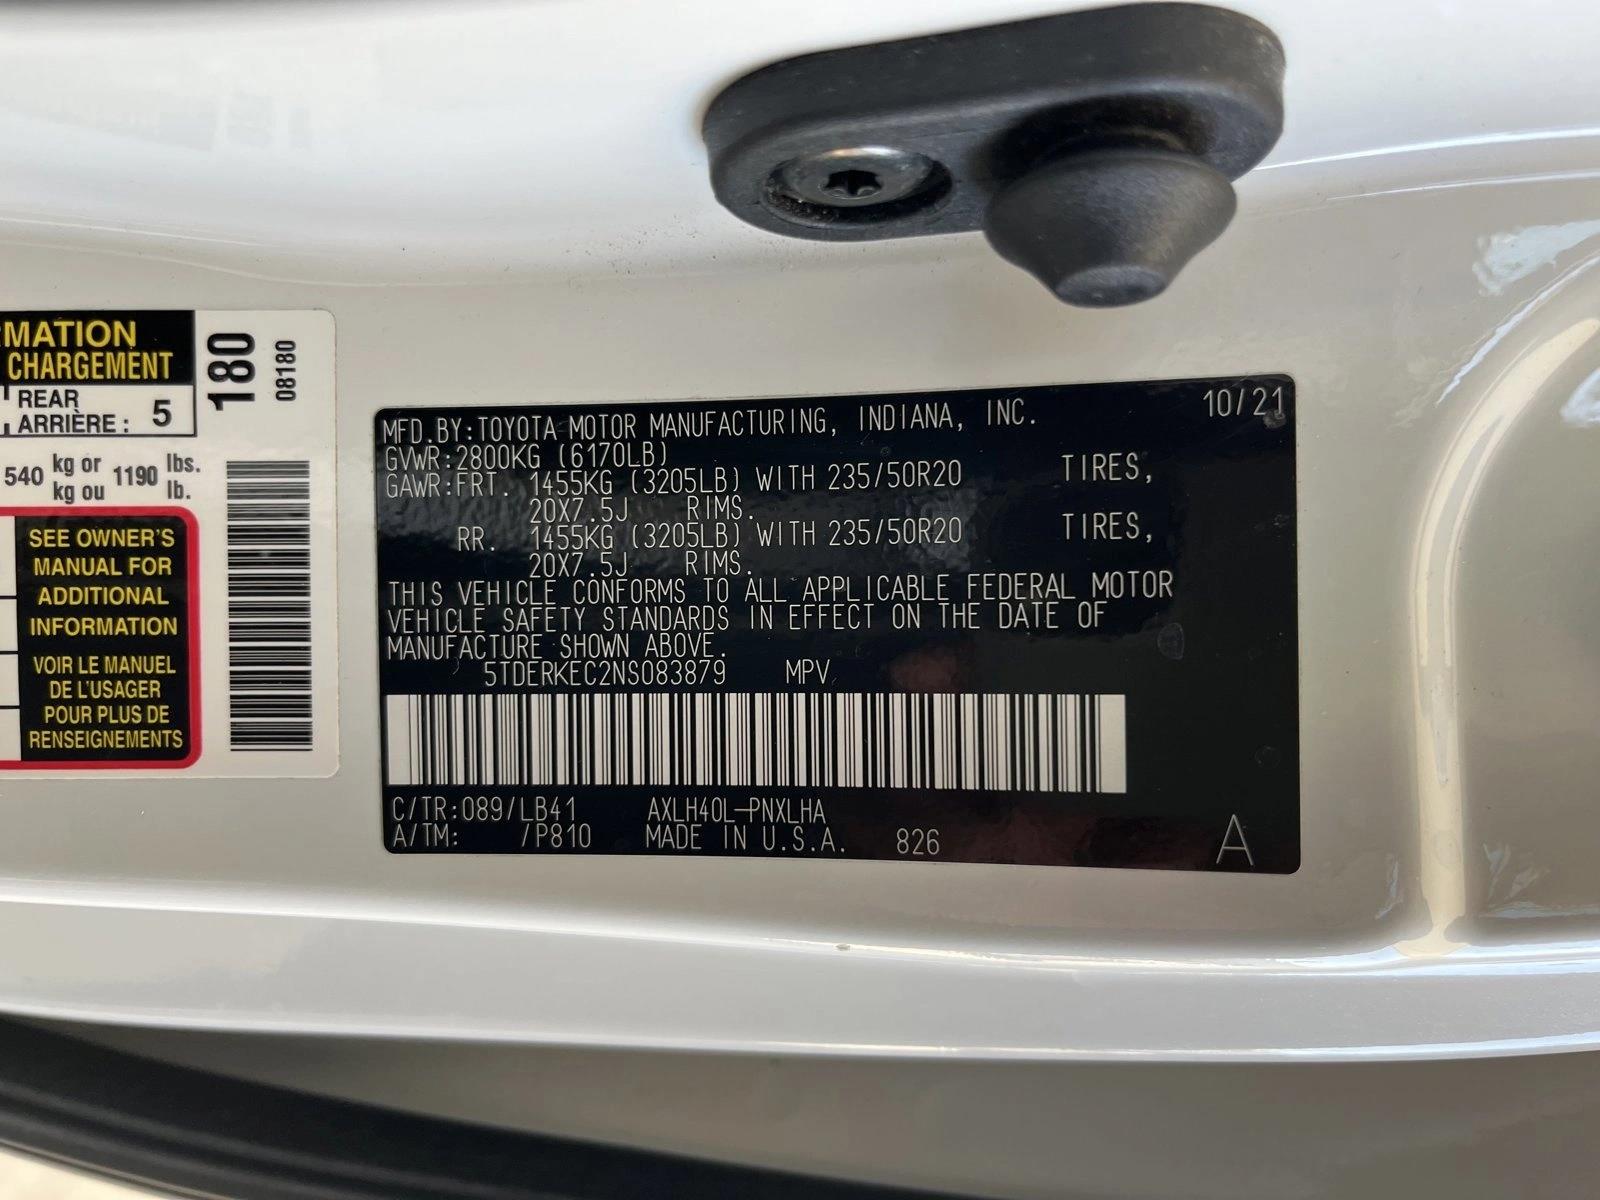 MATION
CHARGEMENT
REAR
ARRIÈRE : 5
540 kg or 1190 lbs.
kg ou lb.
SEE OWNER'S
MANUAL FOR
ADDITIONAL
INFORMATION
VOIR LE MANUEL
DE L'USAGER
POUR PLUS DE
RENSEIGNEMENTS
180
08180
MFD.BY:TOYOTA MOTOR MANUFACTURING, INDIANA, INC. 10/21
GVWR:2800KG (6170LB)
GAWR:FRT. 1455KG (3205LB) WITH 235/50R20 TIRES,
20X7.5J RIMS.
RR. 1455KG (3205LB) WITH 235/50R20 TIRES,
20X7.5J RIMS.
THIS VEHICLE CONFORMS TO ALL APPLICABLE FEDERAL MOTOR
VEHICLE SAFETY STANDARDS IN EFFECT ON THE DATE OF
MANUFACTURE SHOWN ABOVE.
5TDERKEC2NS083879 MPV
C/TR:089/LB41 AXLH40L-PNXLHA
A/TM: /P810 MADE IN U.S.A. 826 A